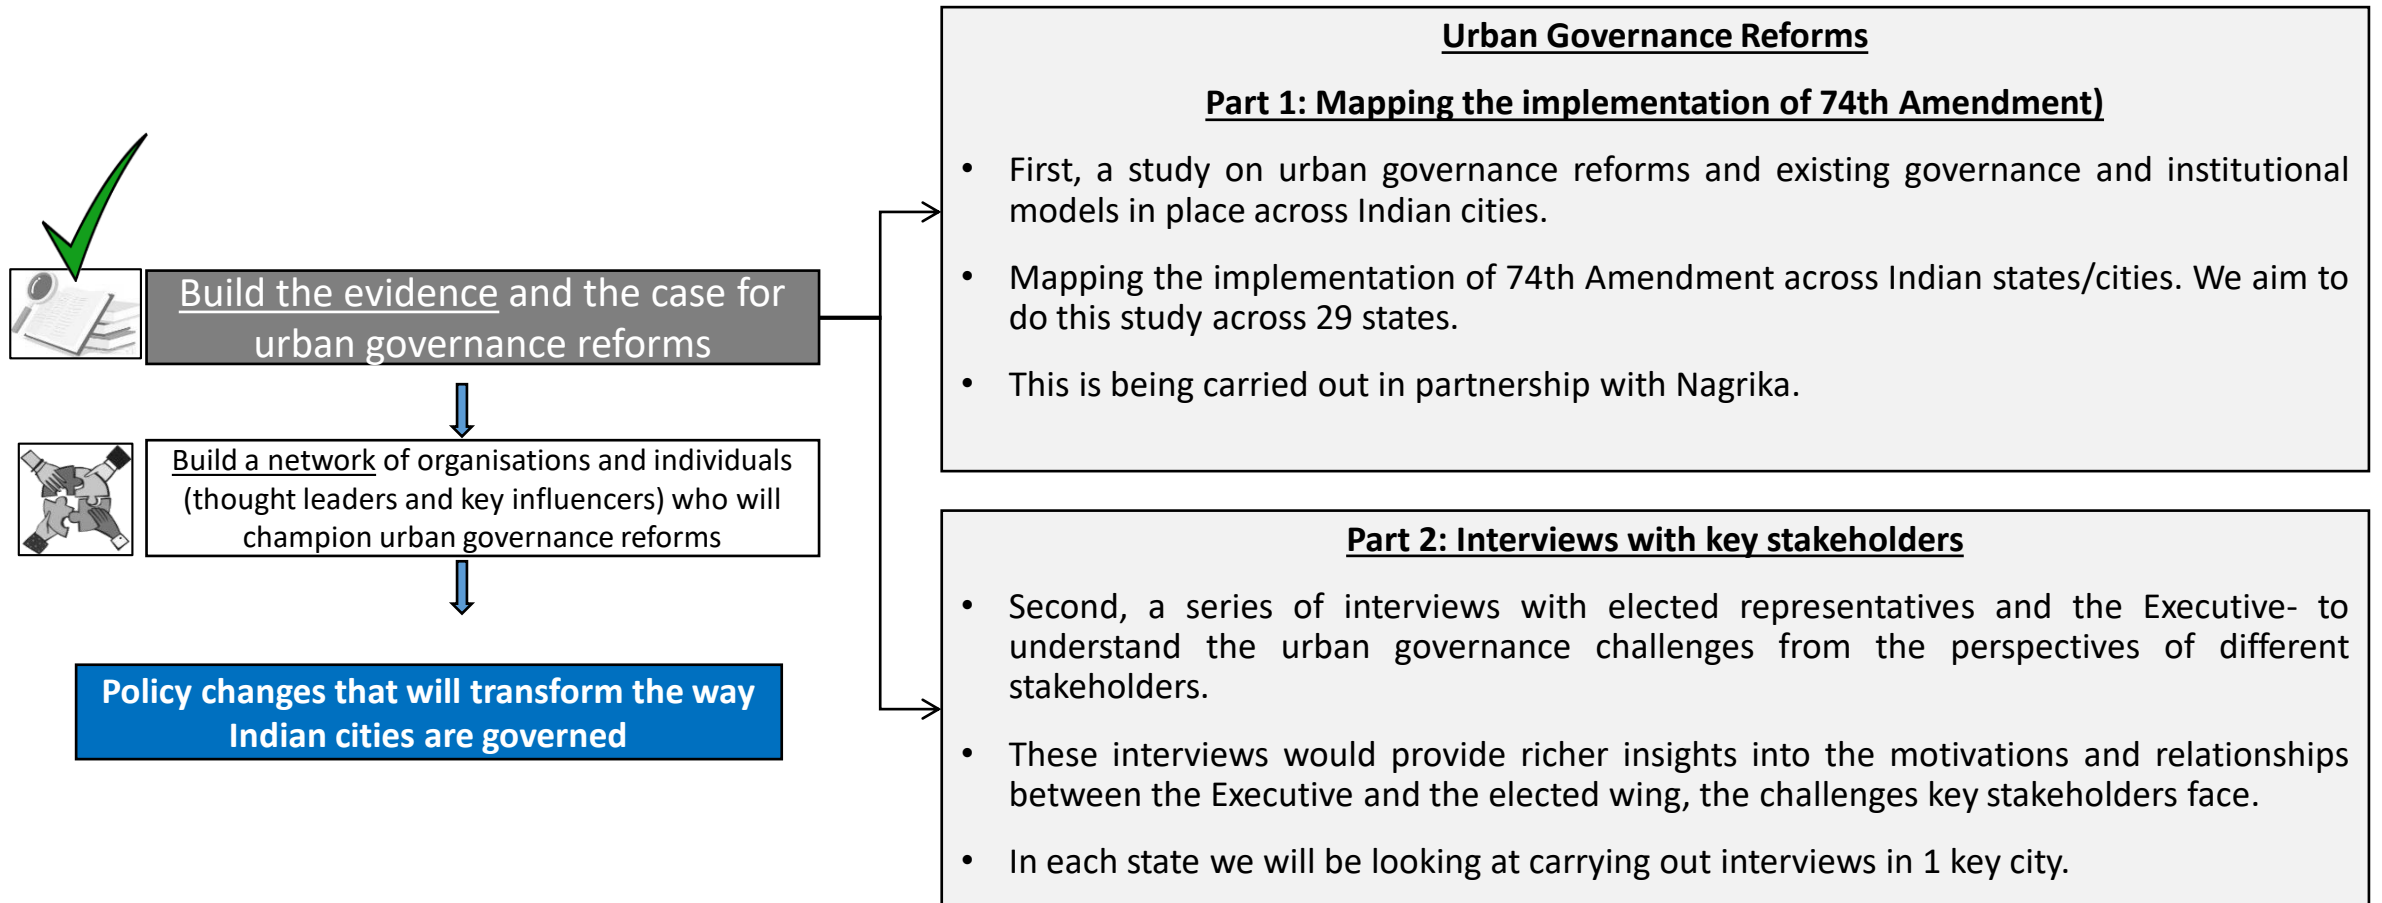 Build the evidence and the case for
urban governance reforms
Build a network of organisations and individuals
(thought leaders and key influencers) who will
champion urban governance reforms
Policy changes that will transform the way
Indian cities are governed
Urban Governance Reforms
Part 1: Mapping the implementation of 74th Amendment)
• First, a study on urban governance reforms and existing governance and institutional
models in place across Indian cities.
• Mapping the implementation of 74th Amendment across Indian states/cities. We aim to
do this study across 29 states.
• This is being carried out in partnership with Nagrika.
Part 2: Interviews with key stakeholders
• Second, a series of interviews with elected representatives and the Executive- to
understand the urban governance challenges from the perspectives of different
stakeholders.
• These interviews would provide richer insights into the motivations and relationships
between the Executive and the elected wing, the challenges key stakeholders face.
• In each state we will be looking at carrying out interviews in 1 key city.